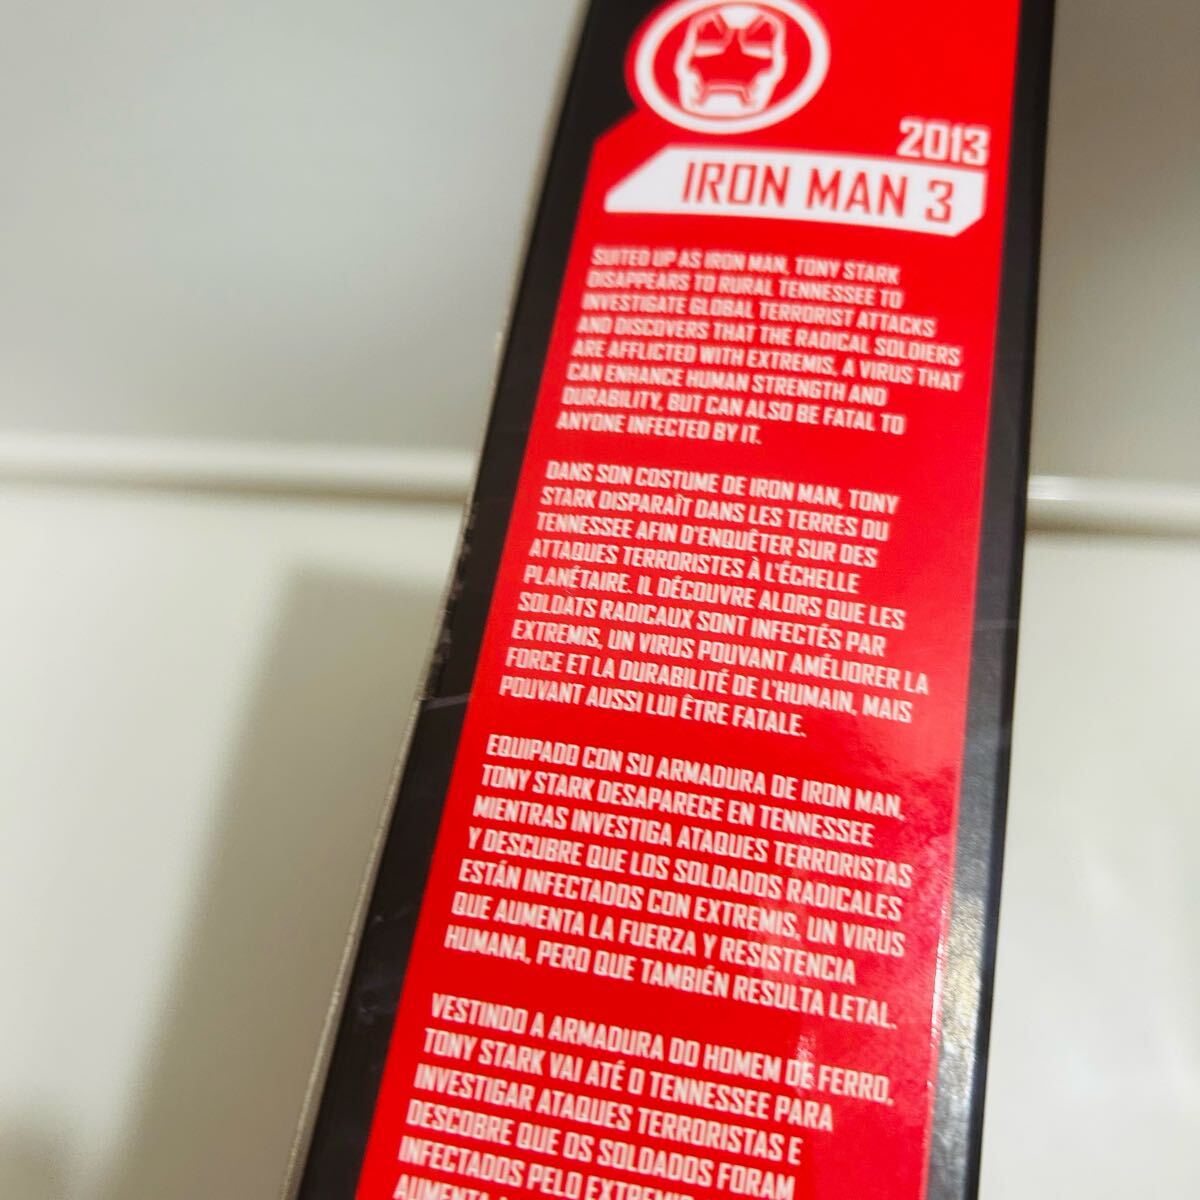 2013
IRON MAN 3
SUITED UP AS IRON MAN, TONY STARK
DISAPPEARS TO RURAL TENNESSEE TO
INVESTIGATE GLOBAL TERRORIST ATTACKS
AND DISCOVERS THAT THE RADICAL SOLDIERS
ARE AFFLICTED WITH EXTREMIS, A VIRUS THAT
CAN ENHANCE HUMAN STRENGTH AND
DURABILITY, BUT CAN ALSO BE FATAL TO
ANYONE INFECTED BY IT.
DANS SON COSTUME DE IRON MAN, TONY
STARK DISPARAÎT DANS LES TERRES DU
TENNESSEE AFIN D'ENQUÊTER SUR DES
ATTAQUES TERRORISTES À L'ÉCHELLE
PLANÉTAIRE. IL DÉCOUVRE ALORS QUE LES
SOLDATS RADICAUX SONT INFECTÉS PAR
EXTREMIS, UN VIRUS POUVANT AMÉLIORER LA
FORCE ET LA DURABILITÉ DE L'HUMAIN, MAIS
POUVANT AUSSI LUI ÊTRE FATALE.
EQUIPADO CON SU ARMADURA DE IRON MAN,
TONY STARK DESAPARECE EN TENNESSEE
MIENTRAS INVESTIGA ATAQUES TERRORISTAS
Y DESCUBRE QUE LOS SOLDADOS RADICALES
ESTÁN INFECTADOS CON EXTREMIS, UN VIRUS
QUE AUMENTA LA FUERZA Y RESISTENCIA
HUMANA, PERO QUE TAMBIÉN RESULTA LETAL.
VESTINDO A ARMADURA DO HOMEM DE FERRO,
TONY STARK VAI ATÉ O TENNESSEE PARA
INVESTIGAR ATAQUES TERRORISTAS E
DESCOBRE QUE OS SOLDADOS FORAM
INFECTADOS PELO EXTREMIS
AUMENTA